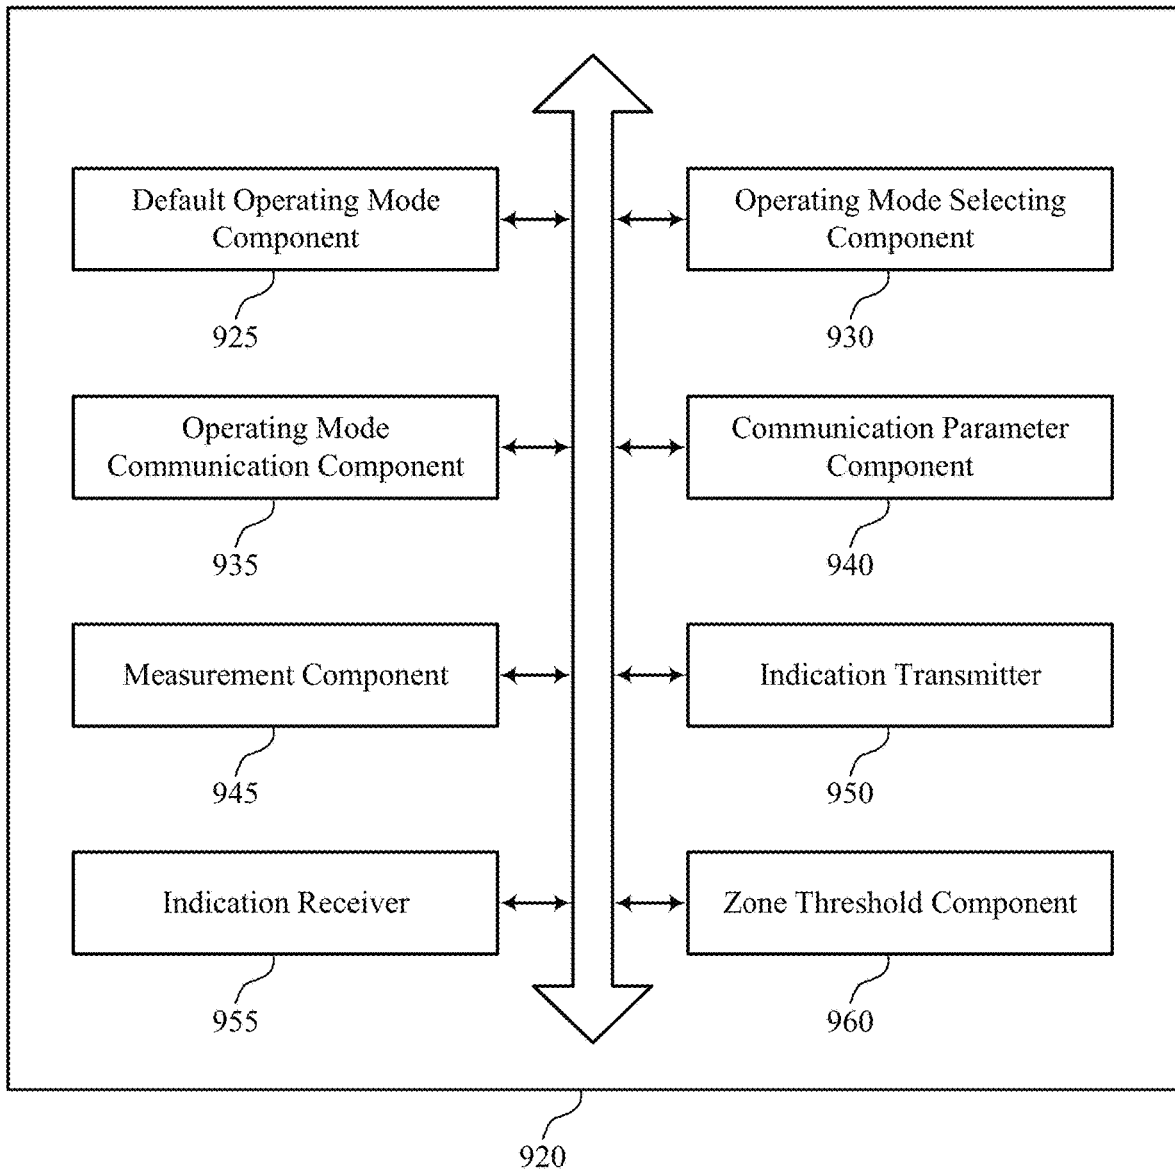 Default Operating Mode
Component
925
Operating Mode Selecting
Component
930
Operating Mode
Communication Component
935
Communication Parameter
Component
940
Measurement Component
945
Indication Transmitter
950
Indication Receiver
955
Zone Threshold Component
960
920